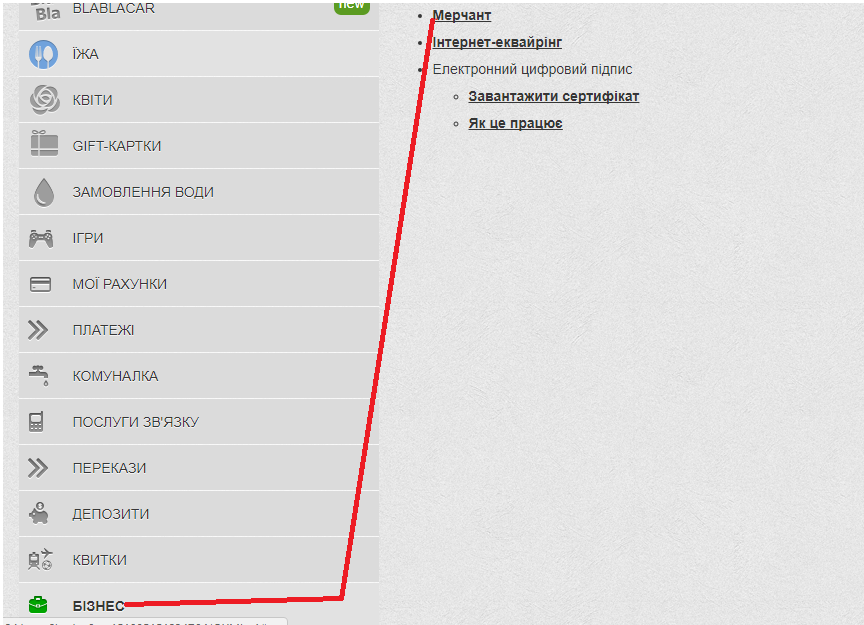 Bla
BLABLACAR
new
ЇЖА
КВІТИ
GIFT-КАРТКИ
ЗАМОВЛЕННЯ ВОДИ
ІГРИ
МОЇ РАХУНКИ
ПЛАТЕЖІ
КОМУНАЛКА
ПОСЛУГИ ЗВ'ЯЗКУ
ПЕРЕКАЗИ
ДЕПОЗИТИ
КВИТКИ
БІЗНЕС
Мерчант
Інтернет-еквайрінг
Електронний цифровий підпис
Завантажити сертифікат
Як це працює